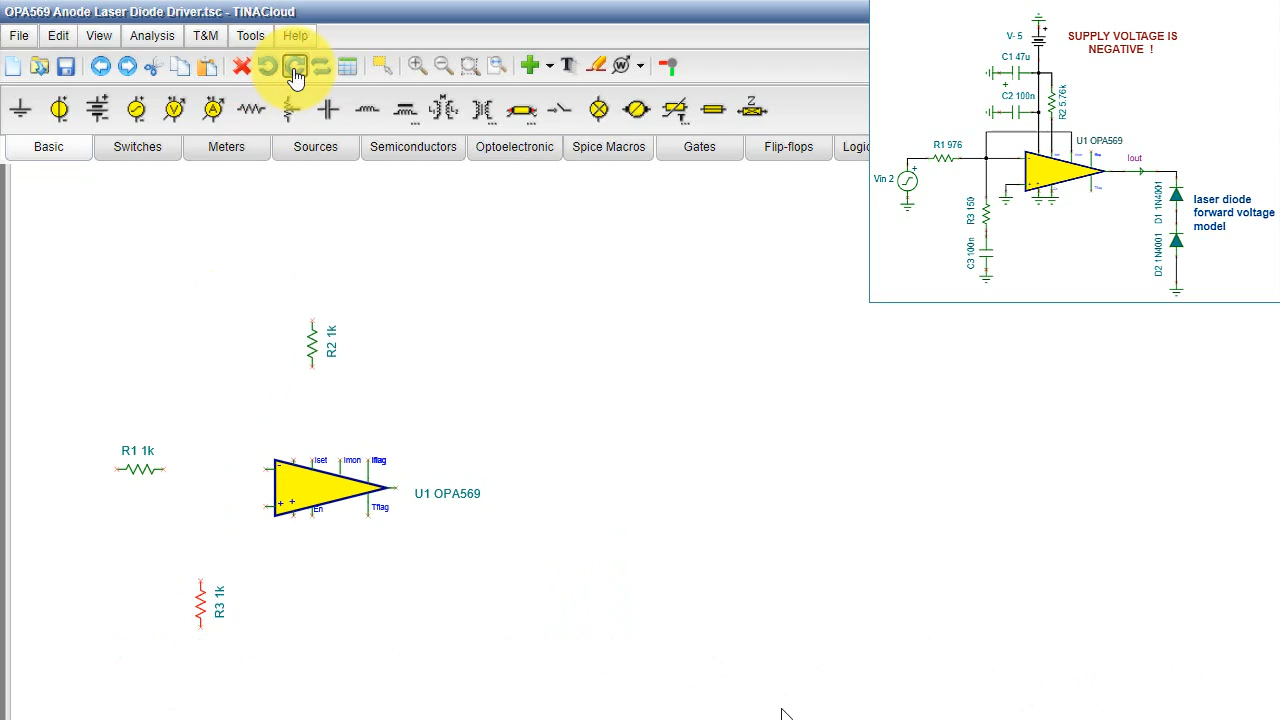 OPA569 Anode Laser Diode Driver.tsc - TINACloud
File Edit View Analysis T&M Tools Help
Basic Switches Meters Sources Semiconductors Optoelectronic Spice Macros Gates Flip-flops Logic
R2 1k
R1 1k
Iset Imon Iflag
En Tflag
U1 OPA569
R3 1k
V- 5
SUPPLY VOLTAGE IS
NEGATIVE !
C1 47u
C2 100n
R2 5.76k
R1 976
U1 OPA569
Iout
Vin 2
R3 150
C3 100n
D1 1N4001
D2 1N4001
laser diode
forward voltage
model